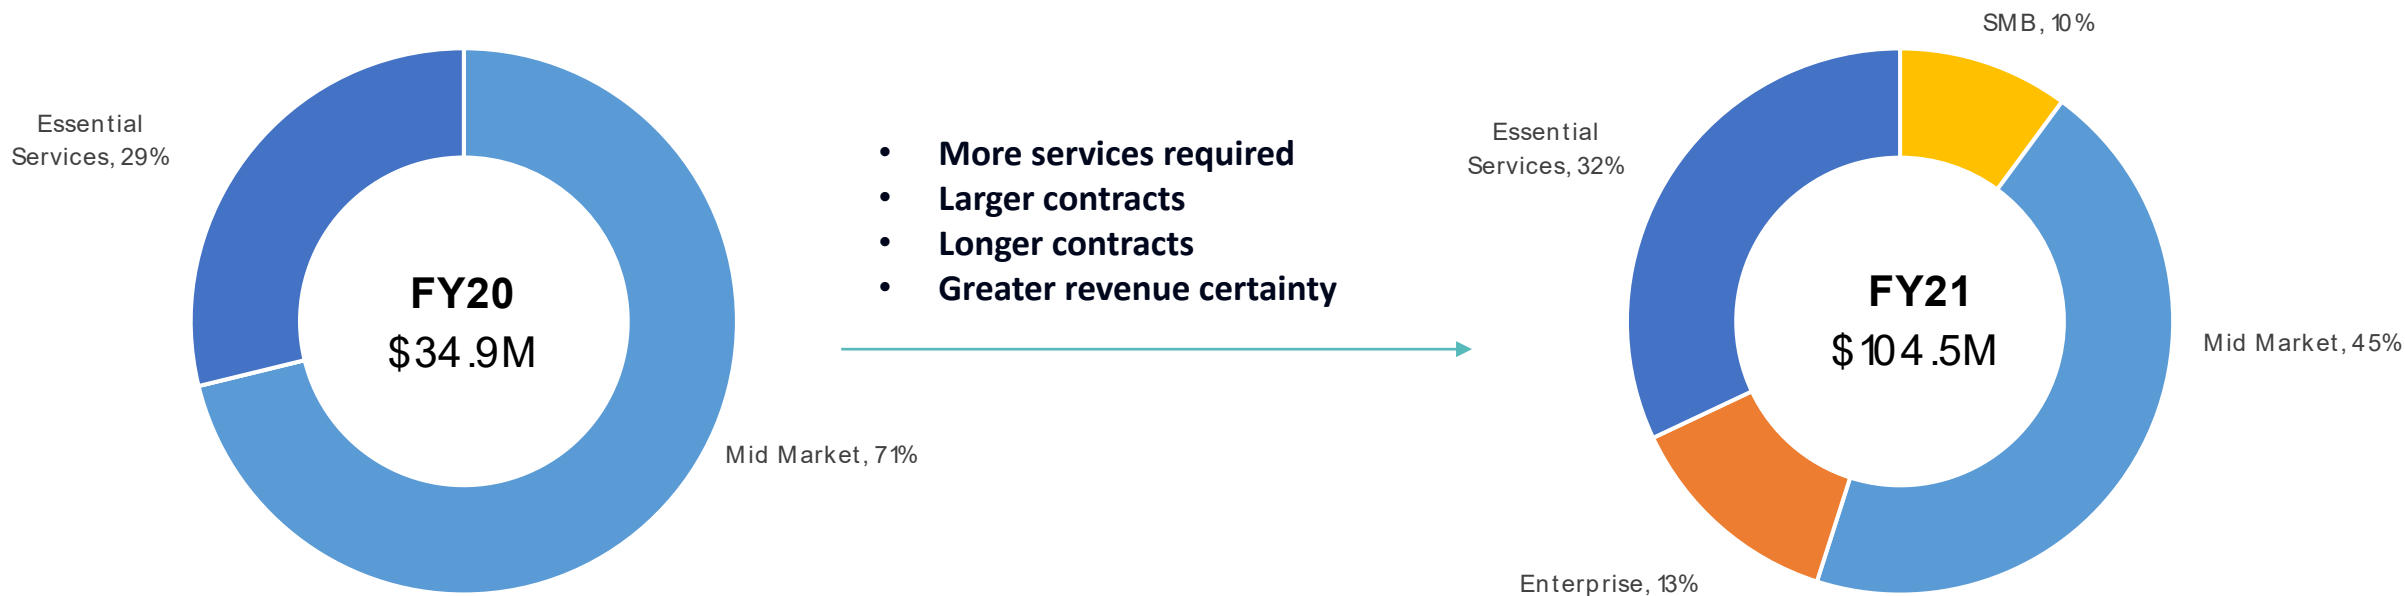 Essential
Services, 29%
FY20
$34.9M
Mid Market, 71%
• More services required
• Larger contracts
• Longer contracts
• Greater revenue certainty
SMB, 10%
Essential
Services, 32%
FY21
$104.5M
Mid Market, 45%
Enterprise, 13%